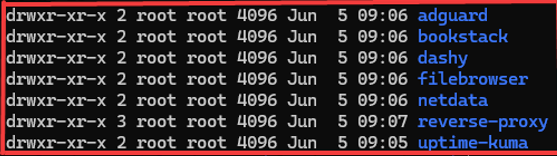 drwxr-xr-x 2 root root 4096 Jun  5 09:06 adguard
drwxr-xr-x 2 root root 4096 Jun  5 09:06 bookstack
drwxr-xr-x 2 root root 4096 Jun  5 09:06 dashy
drwxr-xr-x 2 root root 4096 Jun  5 09:06 filebrowser
drwxr-xr-x 2 root root 4096 Jun  5 09:06 netdata
drwxr-xr-x 3 root root 4096 Jun  5 09:07 reverse-proxy
drwxr-xr-x 2 root root 4096 Jun  5 09:05 uptime-kuma